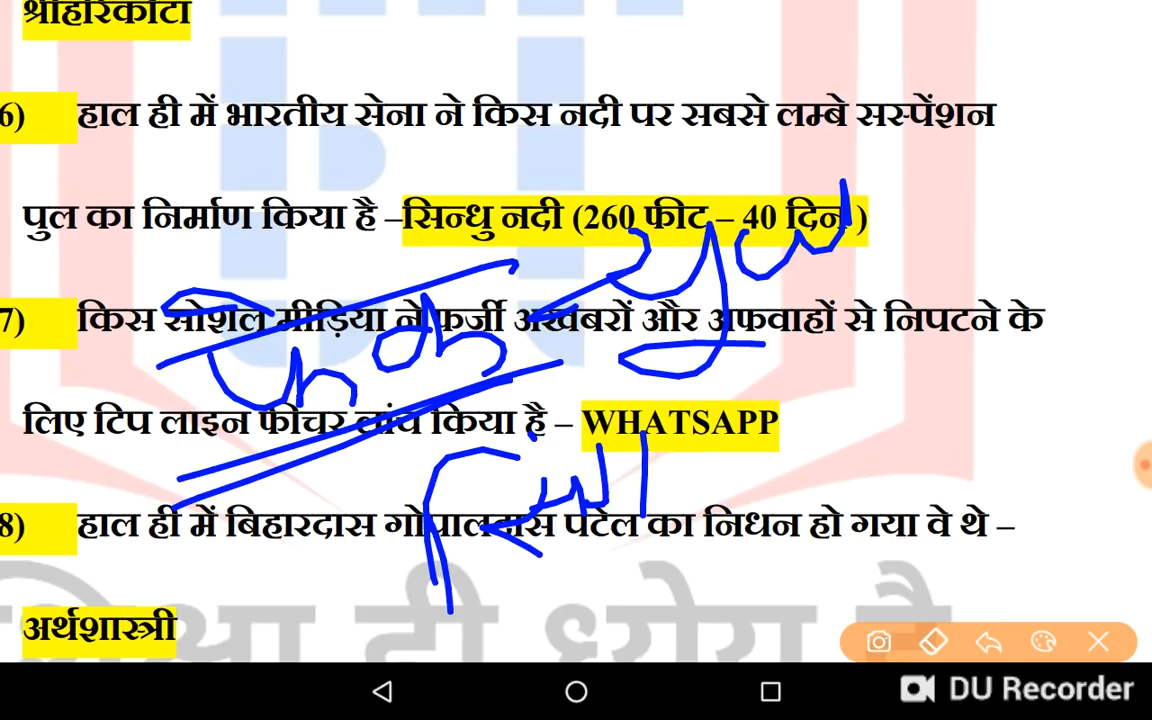 श्रीहरिकोटा
6) हाल ही में भारतीय सेना ने किस नदी पर सबसे लम्बे सस्पेंशन
पुल का निर्माण किया है –सिन्धु नदी (260 फीट – 40 दिन )
7) किस सोशल मीड़िया ने फर्जी अखबरों और अफवाहों से निपटने के
लिए टिप लाइन फीचर लांच किया है – WHATSAPP
8) हाल ही में बिहारदास गोपालदास पटेल का निधन हो गया वे थे –
अर्थशास्त्री
ही ध्येय है
DU Recorder